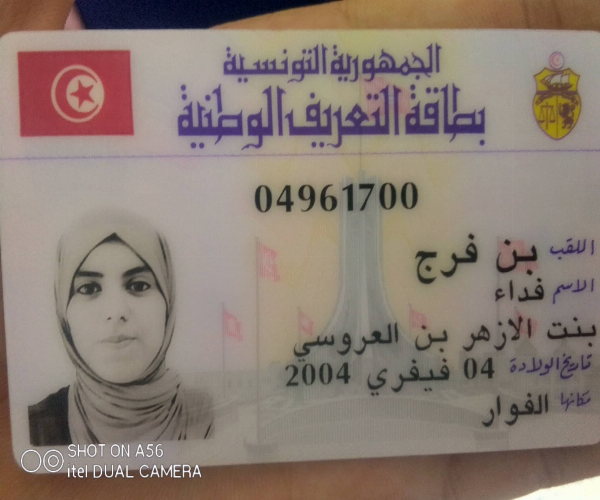 الجمهورية التونسية
بطاقة التعريف الوطنية
04961700
اللقب بن فرج
الاسم فداء
بنت الازهر بن العروسي
تاريخ الولادة 04 فيفري 2004
مكانها الفوار
SHOT ON A56
itel DUAL CAMERA